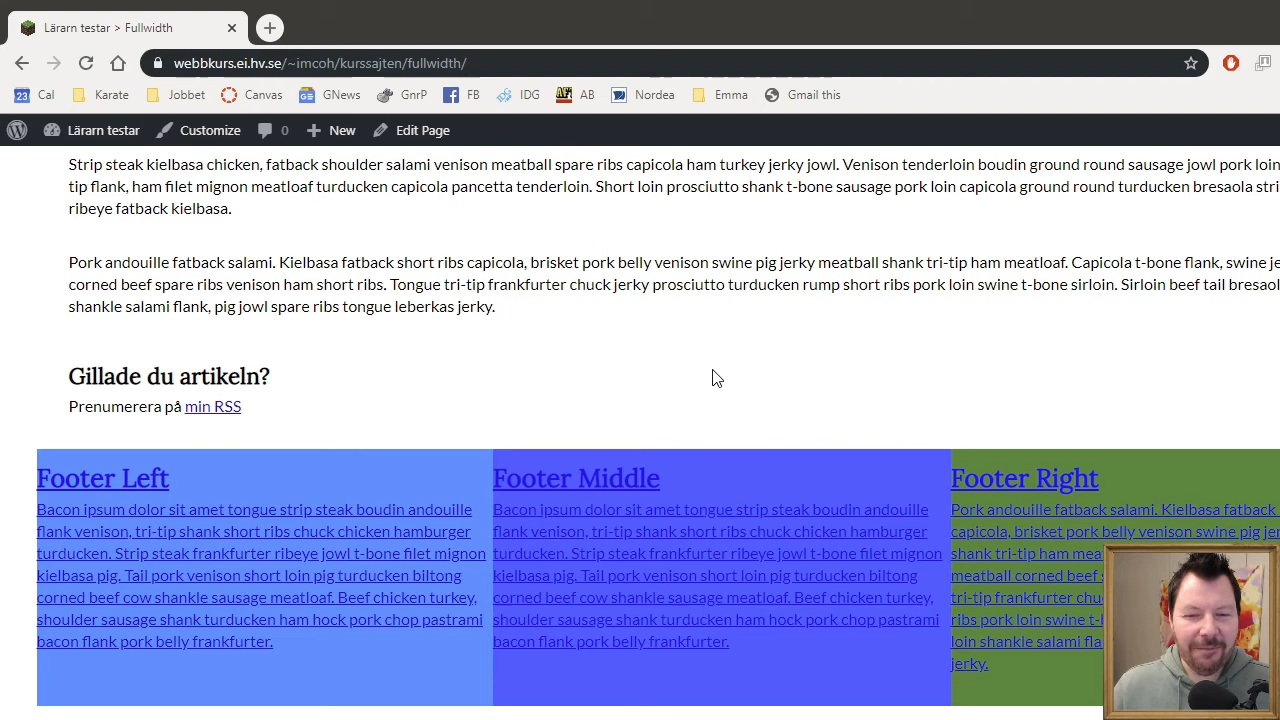 Lärarn testar > Fullwidth
webbkurs.ei.hv.se/~imcoh/kurssajten/fullwidth/
23 Cal Karate Jobbet Canvas GNews GnrP FB IDG AB Nordea Emma Gmail this
Lärarn testar Customize 0 New Edit Page
Strip steak kielbasa chicken, fatback shoulder salami venison meatball spare ribs capicola ham turkey jerky jowl. Venison tenderloin boudin ground round sausage jowl pork loin
tip flank, ham filet mignon meatloaf turducken capicola pancetta tenderloin. Short loin prosciutto shank t-bone sausage pork loin capicola ground round turducken bresaola stri
ribeye fatback kielbasa.
Pork andouille fatback salami. Kielbasa fatback short ribs capicola, brisket pork belly venison swine pig jerky meatball shank tri-tip ham meatloaf. Capicola t-bone flank, swine je
corned beef spare ribs venison ham short ribs. Tongue tri-tip frankfurter chuck jerky prosciutto turducken rump short ribs pork loin swine t-bone sirloin. Sirloin beef tail bresaol
shankle salami flank, pig jowl spare ribs tongue leberkas jerky.
Gillade du artikeln?
Prenumerera på min RSS
Footer Left
Bacon ipsum dolor sit amet tongue strip steak boudin andouille
flank venison, tri-tip shank short ribs chuck chicken hamburger
turducken. Strip steak frankfurter ribeye jowl t-bone filet mignon
kielbasa pig. Tail pork venison short loin pig turducken biltong
corned beef cow shankle sausage meatloaf. Beef chicken turkey,
shoulder sausage shank turducken ham hock pork chop pastrami
bacon flank pork belly frankfurter.
Footer Middle
Bacon ipsum dolor sit amet tongue strip steak boudin andouille
flank venison, tri-tip shank short ribs chuck chicken hamburger
turducken. Strip steak frankfurter ribeye jowl t-bone filet mignon
kielbasa pig. Tail pork venison short loin pig turducken biltong
corned beef cow shankle sausage meatloaf. Beef chicken turkey,
shoulder sausage shank turducken ham hock pork chop pastrami
bacon flank pork belly frankfurter.
Footer Right
Pork andouille fatback salami. Kielbasa fatback
capicola, brisket pork belly venison swine pig je
shank tri-tip ham mea
meatball corned beef s
tri-tip frankfurter chu
ribs pork loin swine t-b
loin shankle salami fla
jerky.